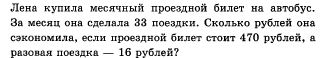 Лена купила месячный проездной билет на автобус.
За месяц она сделала 33 поездки. Сколько рублей она
сэкономила, если проездной билет стоит 470 рублей, а
разовая поездка — 16 рублей?